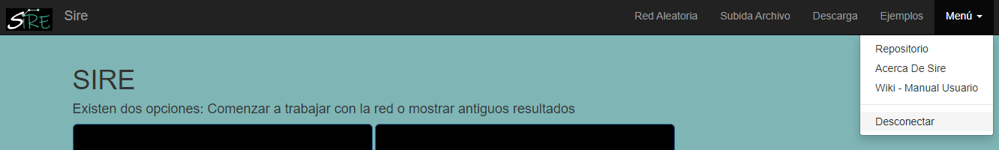 SIRE Sire Red Aleatoria Subida Archivo Descarga Ejemplos Menú
Repositorio
Acerca De Sire
Wiki - Manual Usuario
Desconectar
SIRE
Existen dos opciones: Comenzar a trabajar con la red o mostrar antiguos resultados